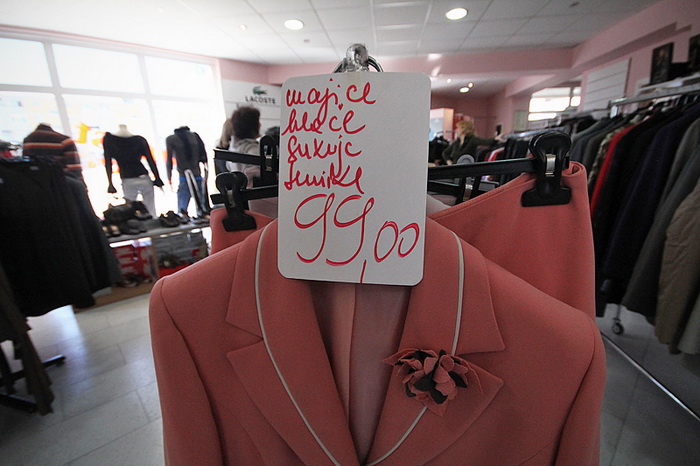 LACOSTE
majice
hlače
suknje
99,00